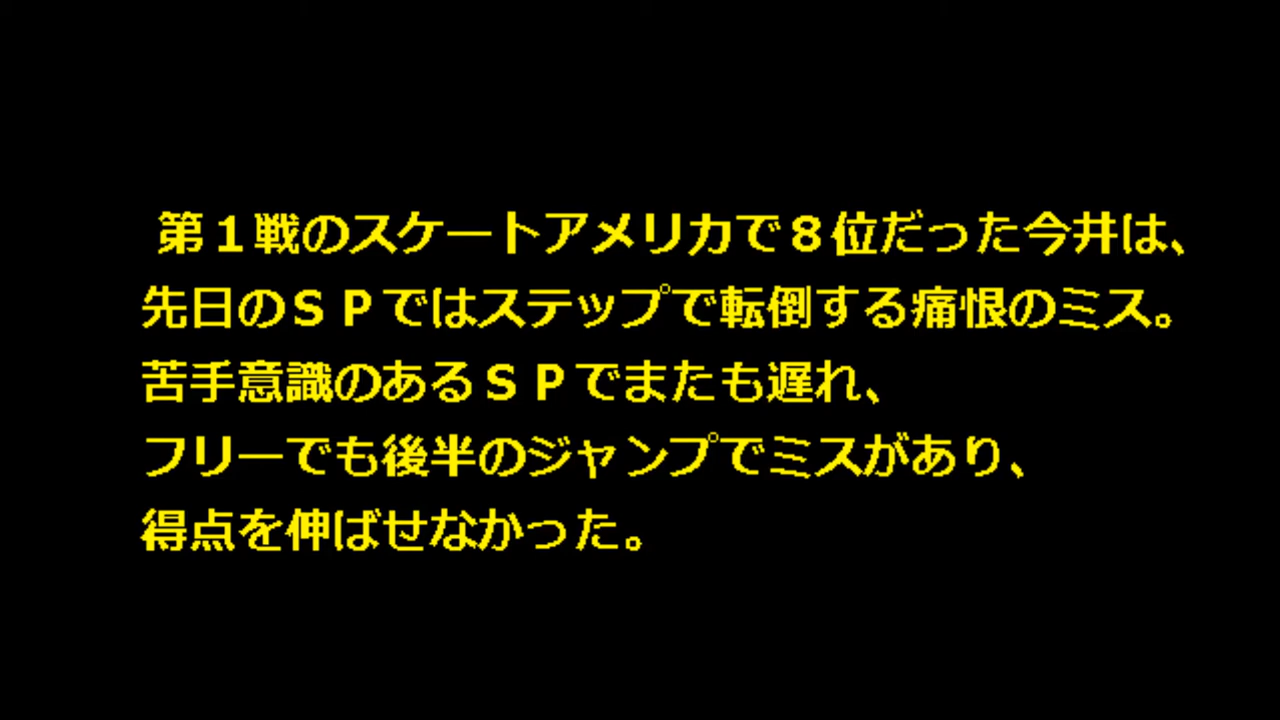 第１戦のスケートアメリカで８位だった今井は、
先日のＳＰではステップで転倒する痛恨のミス。
苦手意識のあるＳＰでまたも遅れ、
フリーでも後半のジャンプでミスがあり、
得点を伸ばせなかった。